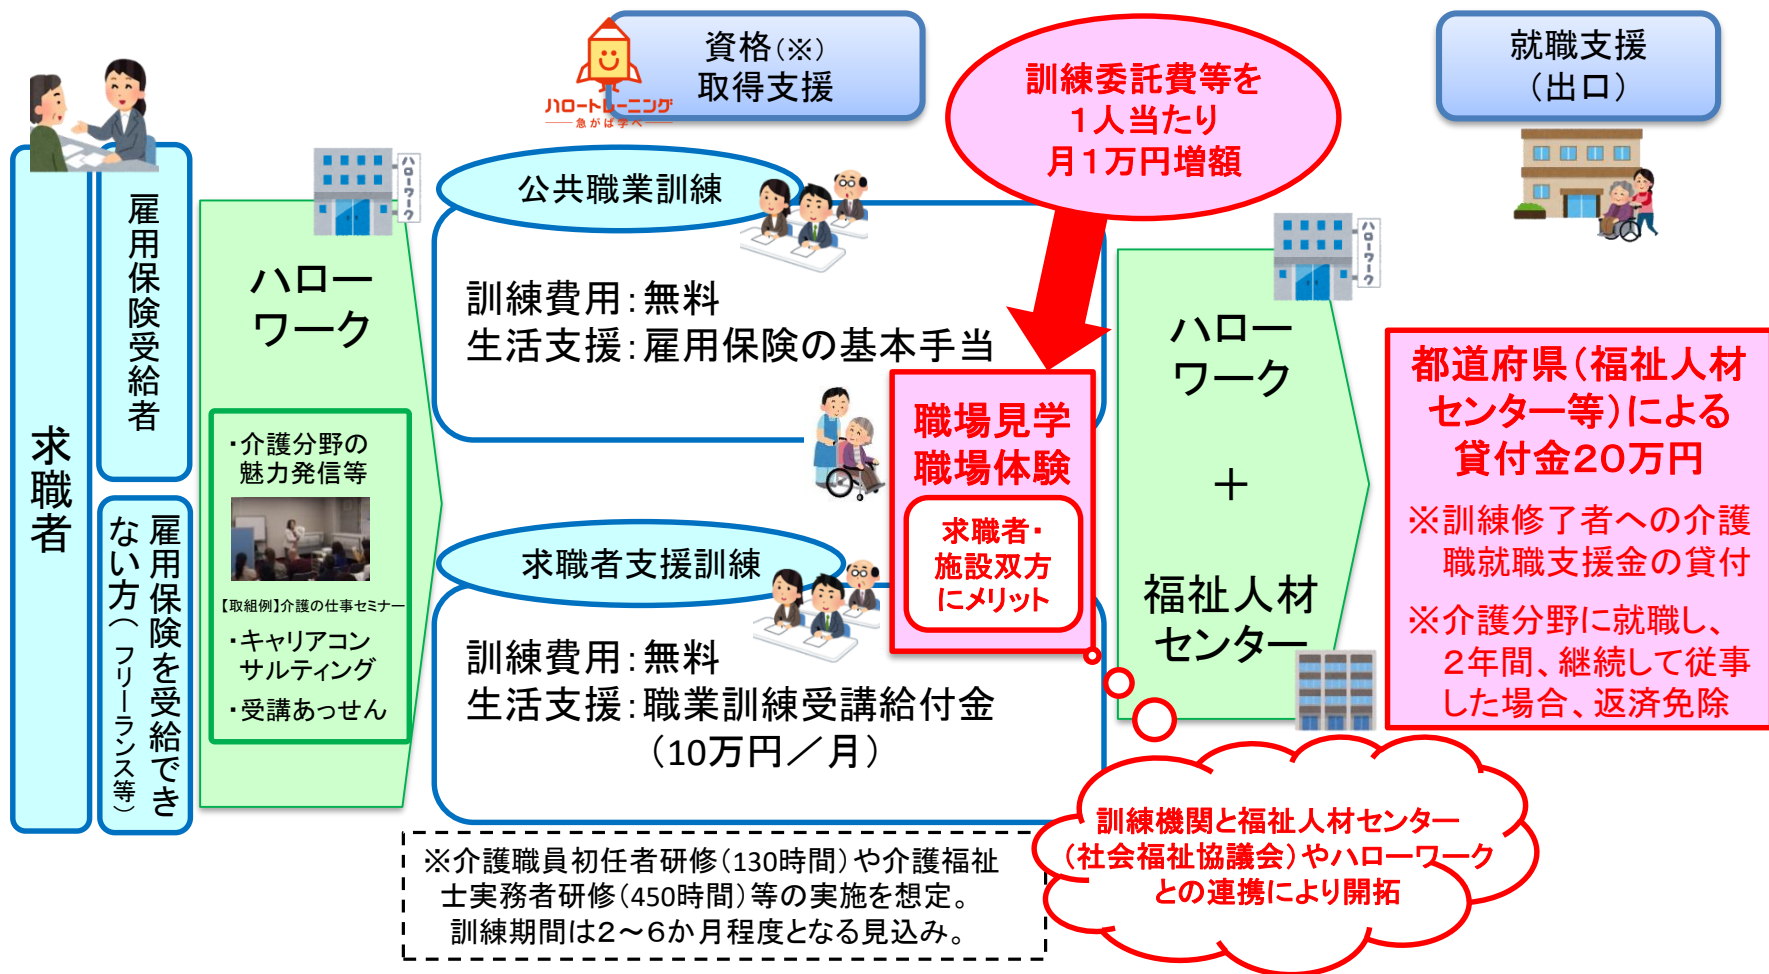 資格(※)
取得支援
ハロートレーニング
急がば学べ
訓練委託費等を
1人当たり
月1万円増額
就職支援
(出口)
求職者
雇用保険受給者
雇用保険を受給でき
ない方(フリーランス等)
ハローワーク
ハロー
ワーク
・介護分野の
魅力発信等
【取組例】介護の仕事セミナー
・キャリアコン
サルティング
・受講あっせん
公共職業訓練
訓練費用:無料
生活支援:雇用保険の基本手当
求職者支援訓練
訓練費用:無料
生活支援:職業訓練受講給付金
(10万円/月)
職場見学
職場体験
求職者・
施設双方
にメリット
ハローワーク
ハロー
ワーク
+
福祉人材
センター
都道府県(福祉人材
センター等)による
貸付金20万円
※訓練修了者への介護
職就職支援金の貸付
※介護分野に就職し、
2年間、継続して従事
した場合、返済免除
訓練機関と福祉人材センター
(社会福祉協議会)やハローワーク
との連携により開拓
※介護職員初任者研修(130時間)や介護福祉
士実務者研修(450時間)等の実施を想定。
訓練期間は2~6か月程度となる見込み。